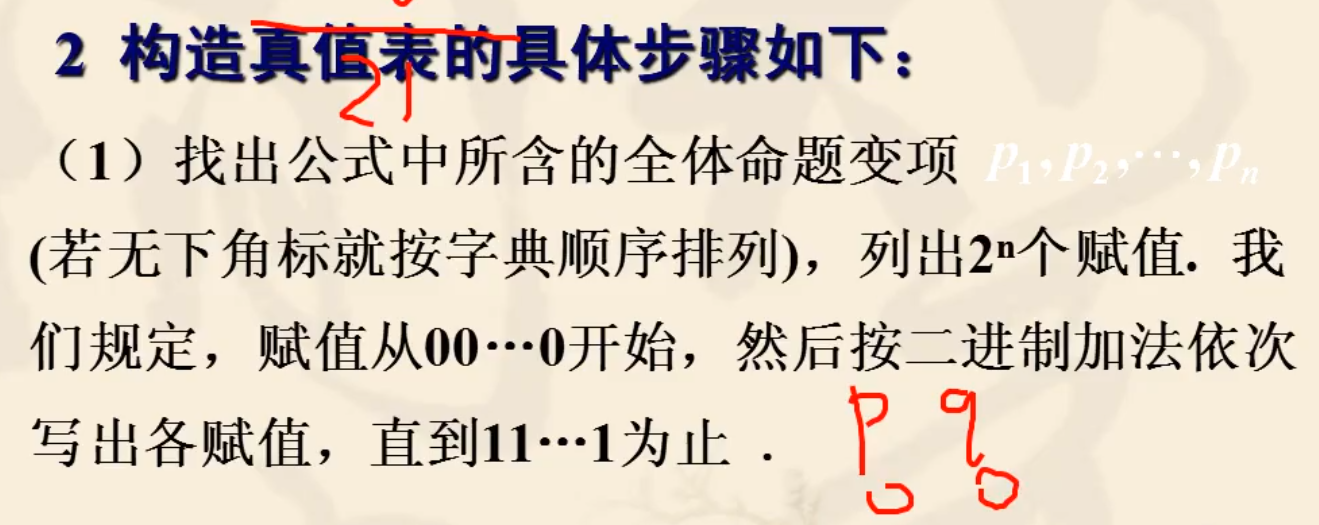 2 构造真值表的具体步骤如下：
21
（1）找出公式中所含的全体命题变项 p₁,p₂,⋯,pₙ
(若无下角标就按字典顺序排列)，列出2ⁿ个赋值. 我
们规定，赋值从00⋯0开始，然后按二进制加法依次
写出各赋值，直到11⋯1为止 .
p q
0 0